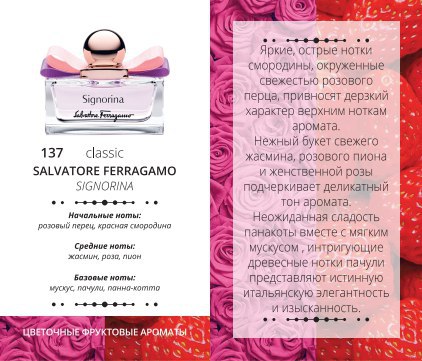 Signorina
Salvatore Ferragamo
137 classic
SALVATORE FERRAGAMO
SIGNORINA
Начальные ноты:
розовый перец, красная смородина
Средние ноты:
жасмин, роза, пион
Базовые ноты:
мускус, пачули, панна-котта
ЦВЕТОЧНЫЕ ФРУКТОВЫЕ АРОМАТЫ
Яркие, острые нотки
смородины, окруженные
свежестью розового
перца, привносят дерзкий
характер верхним ноткам
аромата.
Нежный букет свежего
жасмина, розового пиона
и женственной розы
подчеркивает деликатный
тон аромата.
Неожиданная сладость
панакоты вместе с мягким
мускусом , интригующие
древесные нотки пачули
представляют истинную
итальянскую элегантность
и изысканность.